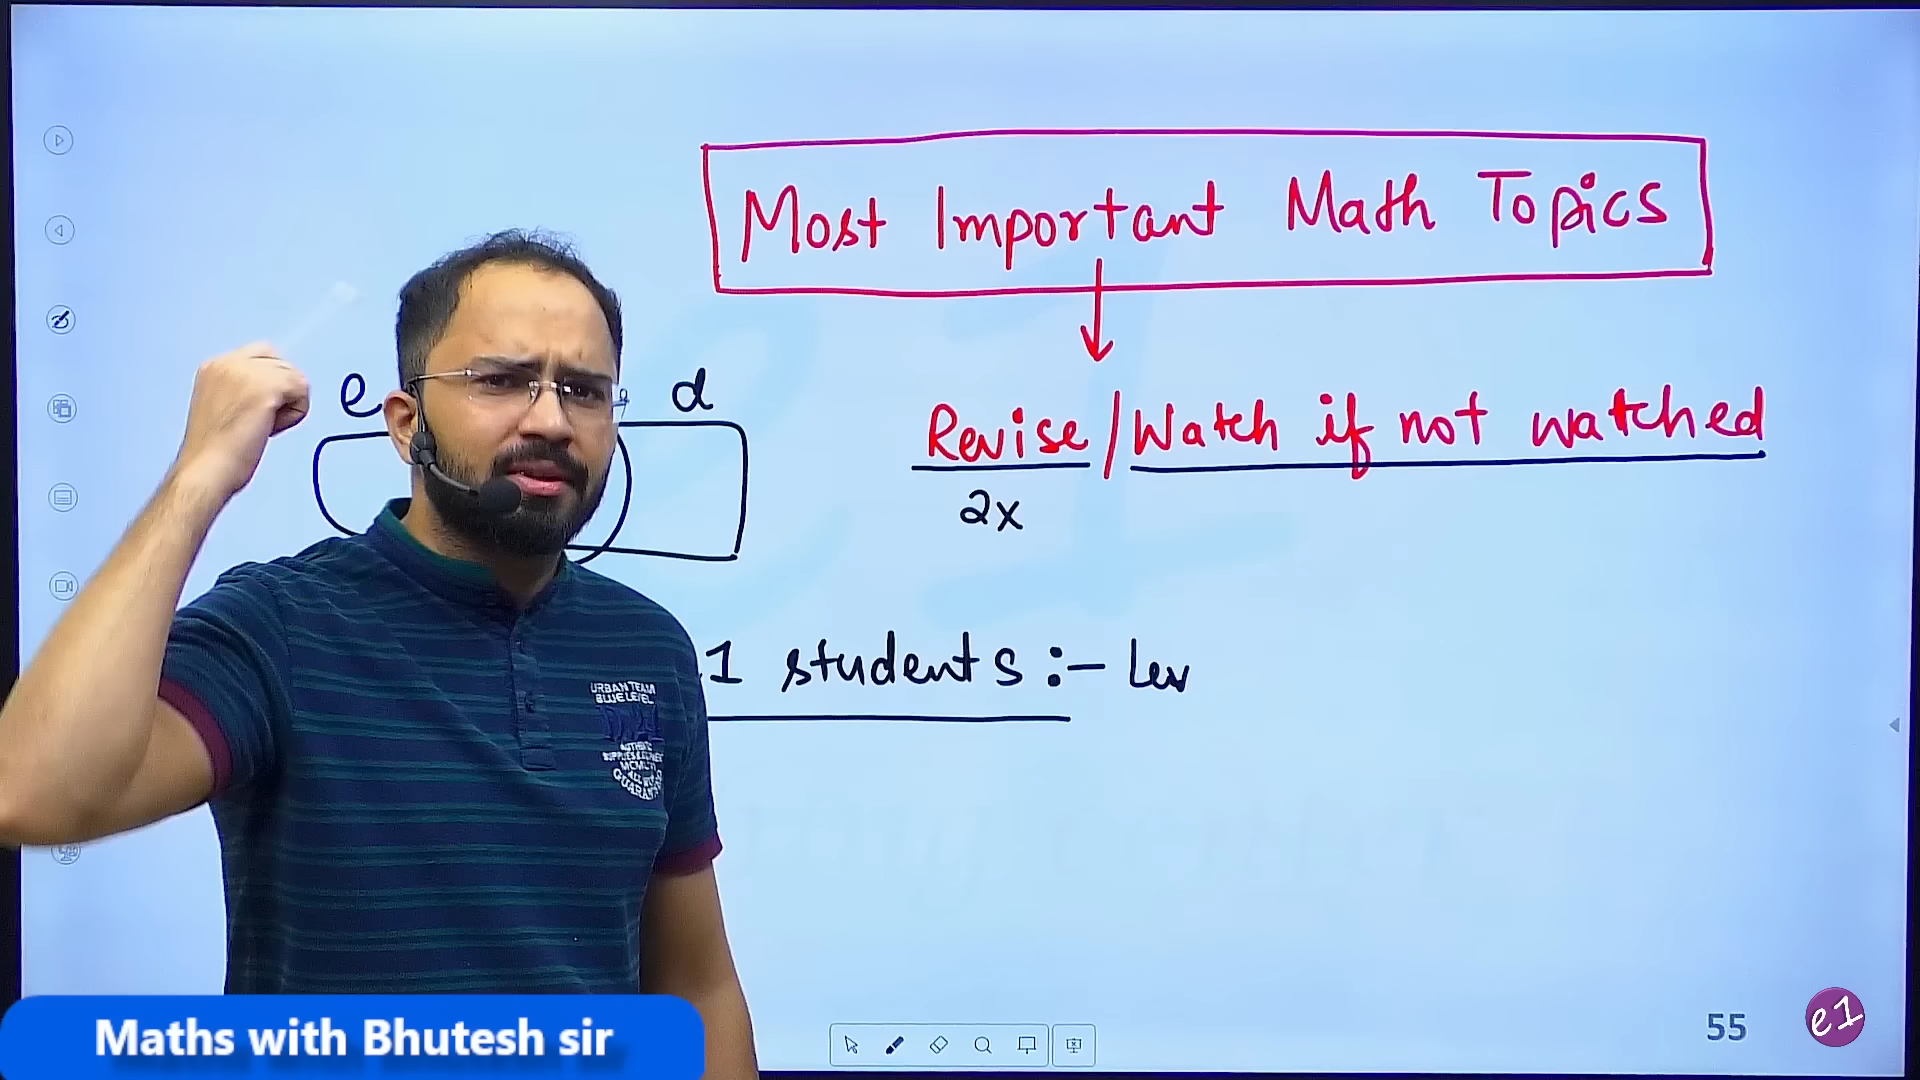 Most Important Math Topics
e d
Revise / Watch if not watched
2x
1 students :- Lev
URBAN TEAM
BLUE LEVEL
MCMLVI
55
e1
Maths with Bhutesh sir